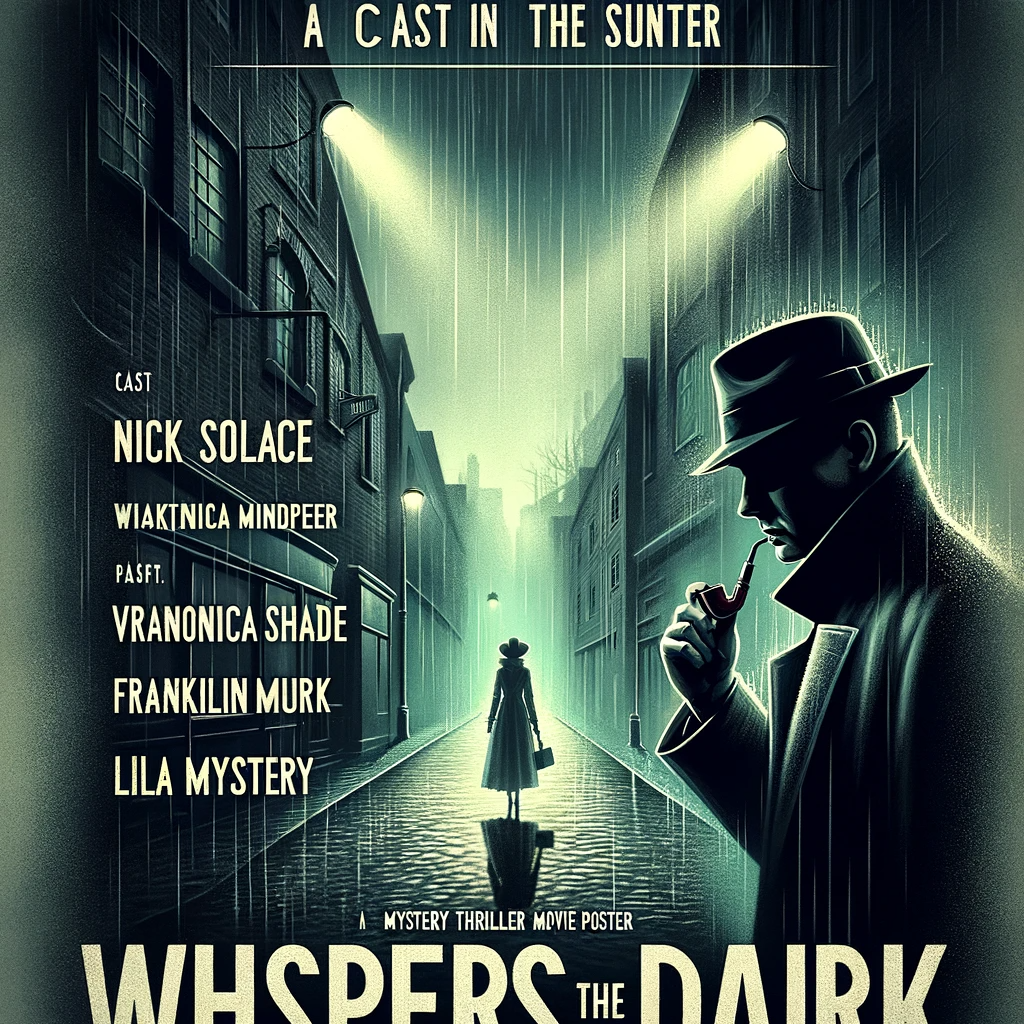 A CAST IN THE SUNTER
CAST
NICK SOLACE
WIAKTNICA MINDPEER
PASFT.
VRANONICA SHADE
FRANKILIN MURK
LILA MYSTERY
A MYSTERY THRILLER MOVIE POSTER
WHSPERS THE DAIRK